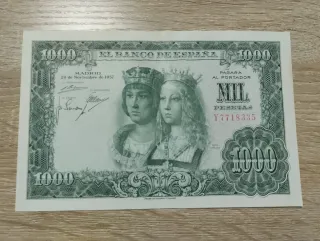 1000 EL BANCO DE ESPAÑA 1000
MADRID
29 de Noviembre de 1957
PAGARA
AL PORTADOR
MIL
PESETAS
Y7716335
1000 1000